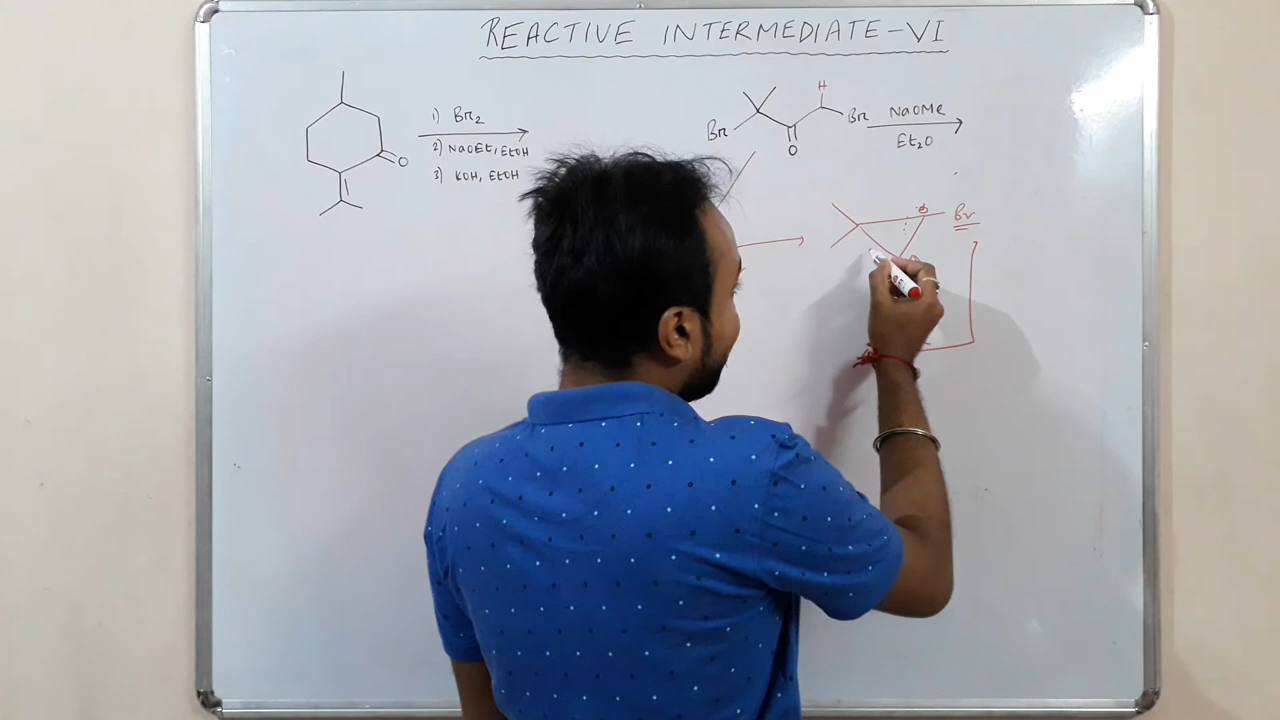 REACTIVE INTERMEDIATE-VI
1) Br2
2) NaOEt, EtOH
3) KOH, EtOH
O
H
Br
Br
O
NaOMe
Et2O
Br